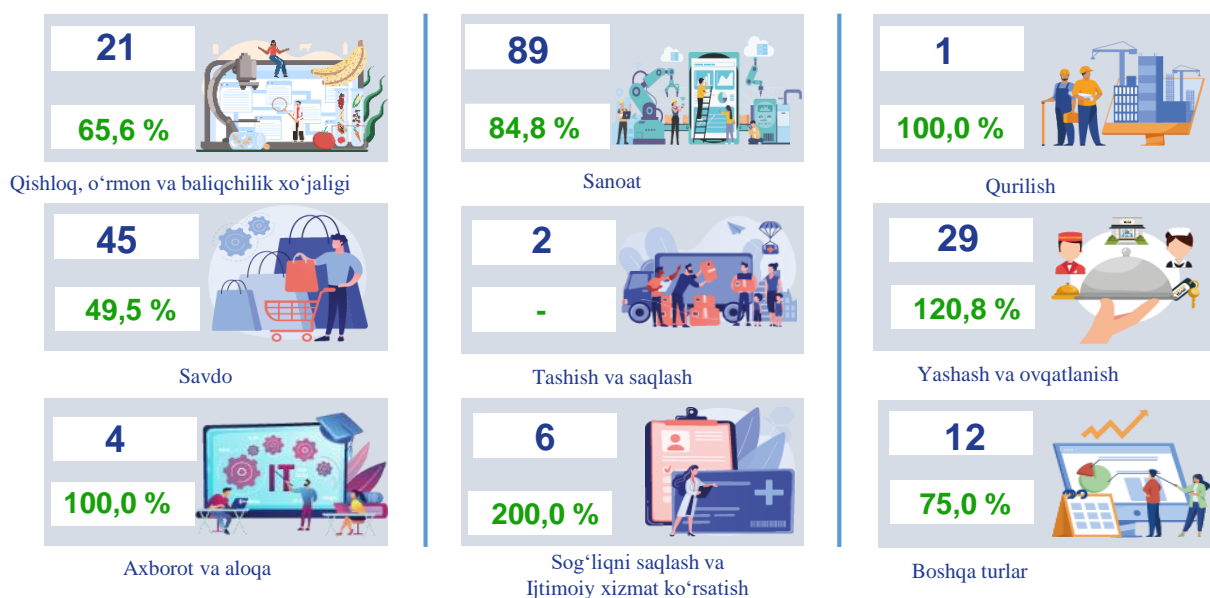 21
65,6 %
Qishloq, o‘rmon va baliqchilik xo‘jaligi
89
84,8 %
Sanoat
1
100,0 %
Qurilish
45
49,5 %
Savdo
2
-
Tashish va saqlash
29
120,8 %
Yashash va ovqatlanish
4
100,0 %
IT
Axborot va aloqa
6
200,0 %
Sog‘liqni saqlash va
Ijtimoiy xizmat ko‘rsatish
12
75,0 %
Boshqa turlar